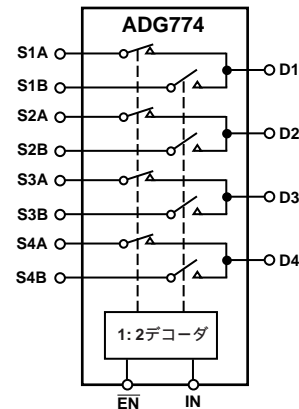 ADG774
S1A
D1
S1B
S2A
D2
S2B
S3A
D3
S3B
S4A
D4
S4B
1:2デコーダ
EN IN